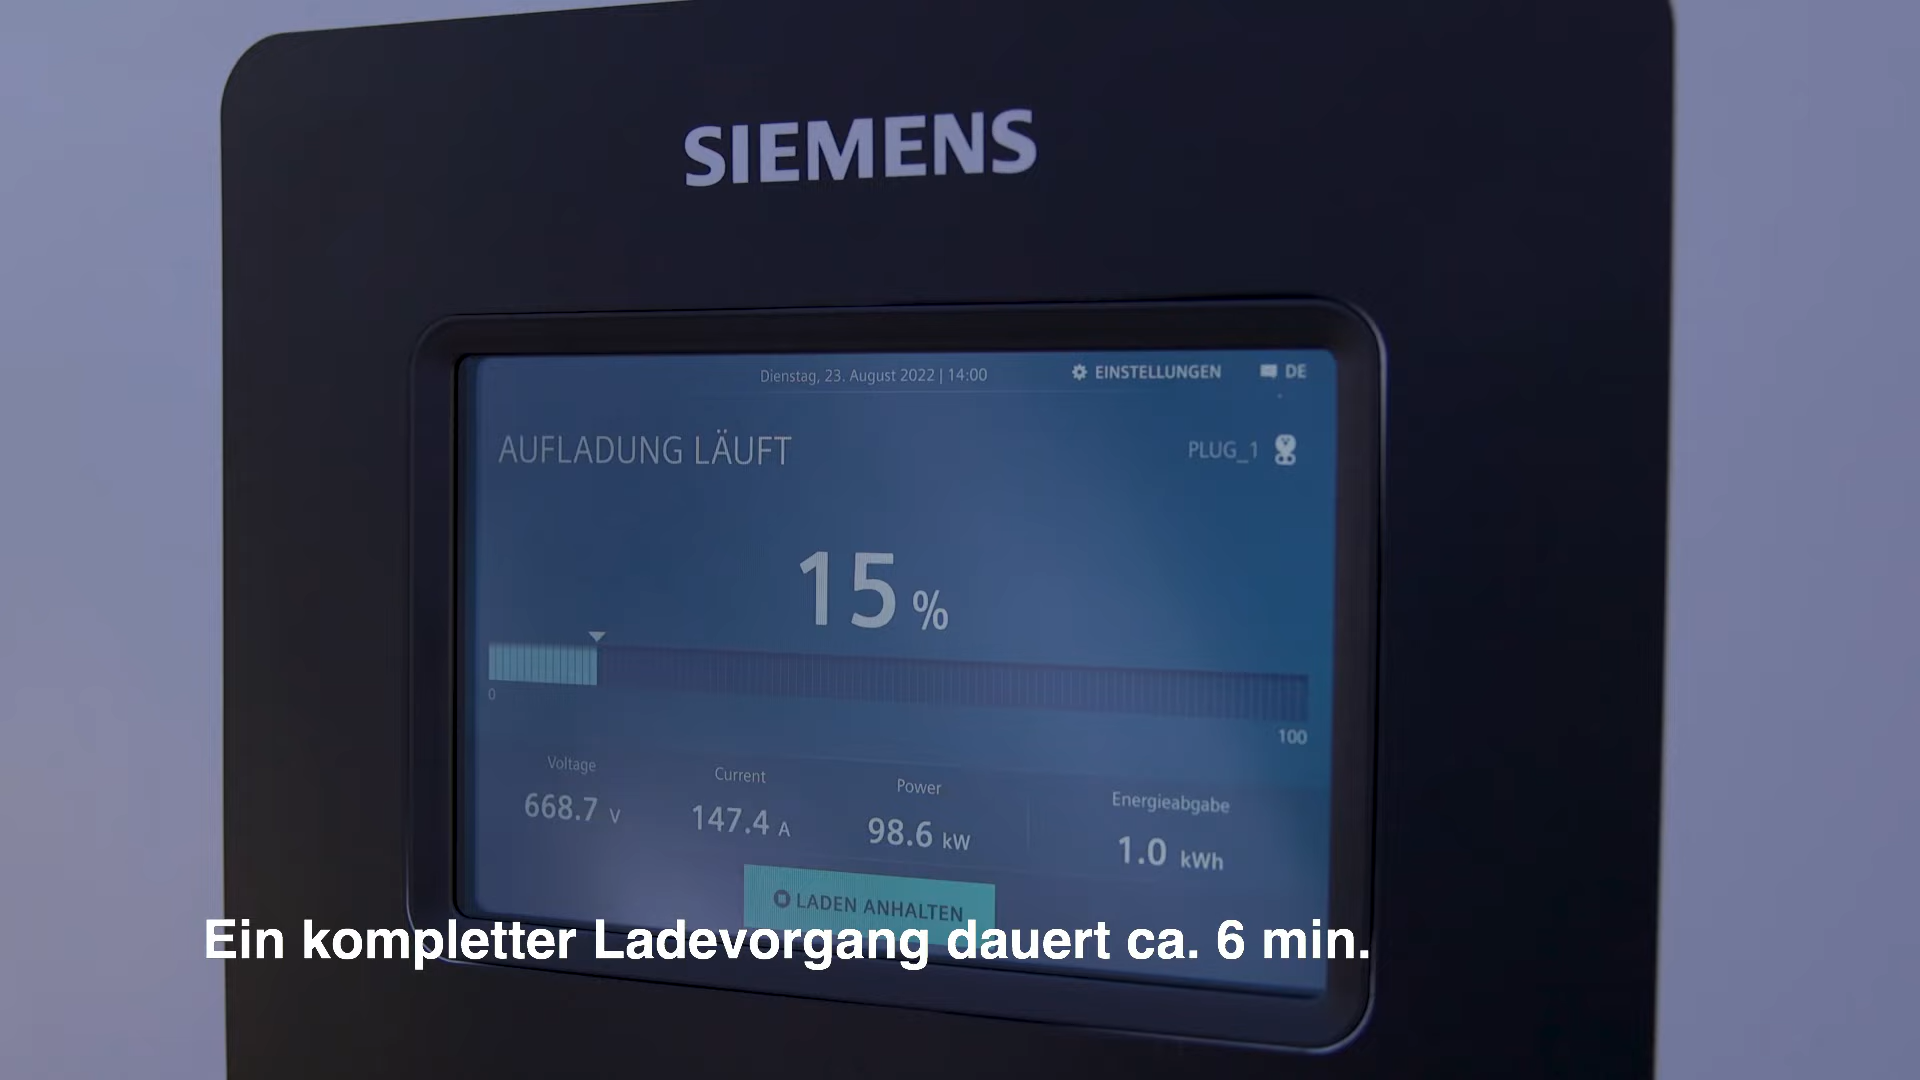 SIEMENS
Dienstag, 23. August 2022 | 14:00
EINSTELLUNGEN
DE
AUFLADUNG LÄUFT
PLUG_1
15 %
0
100
Voltage
Current
Power
Energieabgabe
668.7 V
147.4 A
98.6 kW
1.0 kWh
LADEN ANHALTEN
Ein kompletter Ladevorgang dauert ca. 6 min.